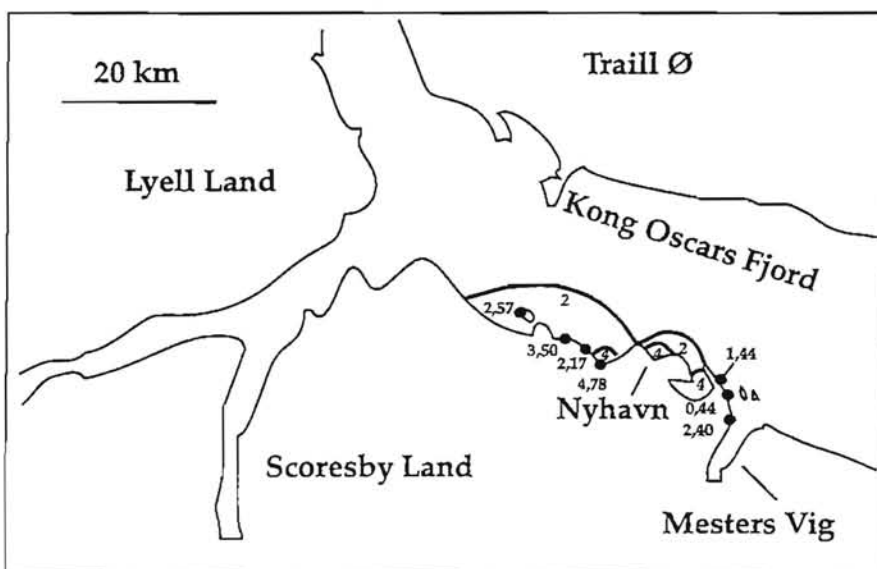 20 km
Traill Ø
Lyell Land
Kong Oscars Fjord
2
2,57
3,50
2,17
4
4,78
4
2
4
1,44
0,44
2,40
Nyhavn
Scoresby Land
Mesters Vig